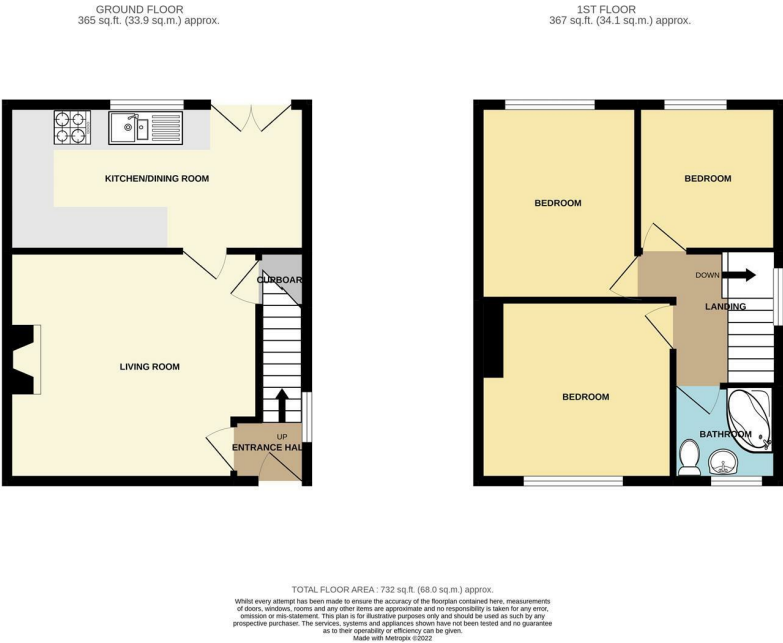 GROUND FLOOR
365 sq.ft. (33.9 sq.m.) approx.
1ST FLOOR
367 sq.ft. (34.1 sq.m.) approx.
KITCHEN/DINING ROOM
CUPBOAR
LIVING ROOM
UP
ENTRANCE HAL
BEDROOM
BEDROOM
DOWN
LANDING
BEDROOM
BATHROOM
TOTAL FLOOR AREA : 732 sq.ft. (68.0 sq.m.) approx.
Whilst every attempt has been made to ensure the accuracy of the floorplan contained here, measurements
of doors, windows, rooms and any other items are approximate and no responsibility is taken for any error,
omission or mis-statement. This plan is for illustrative purposes only and should be used as such by any
prospective purchaser. The services, systems and appliances shown have not been tested and no guarantee
as to their operability or efficiency can be given.
Made with Metropix ©2022